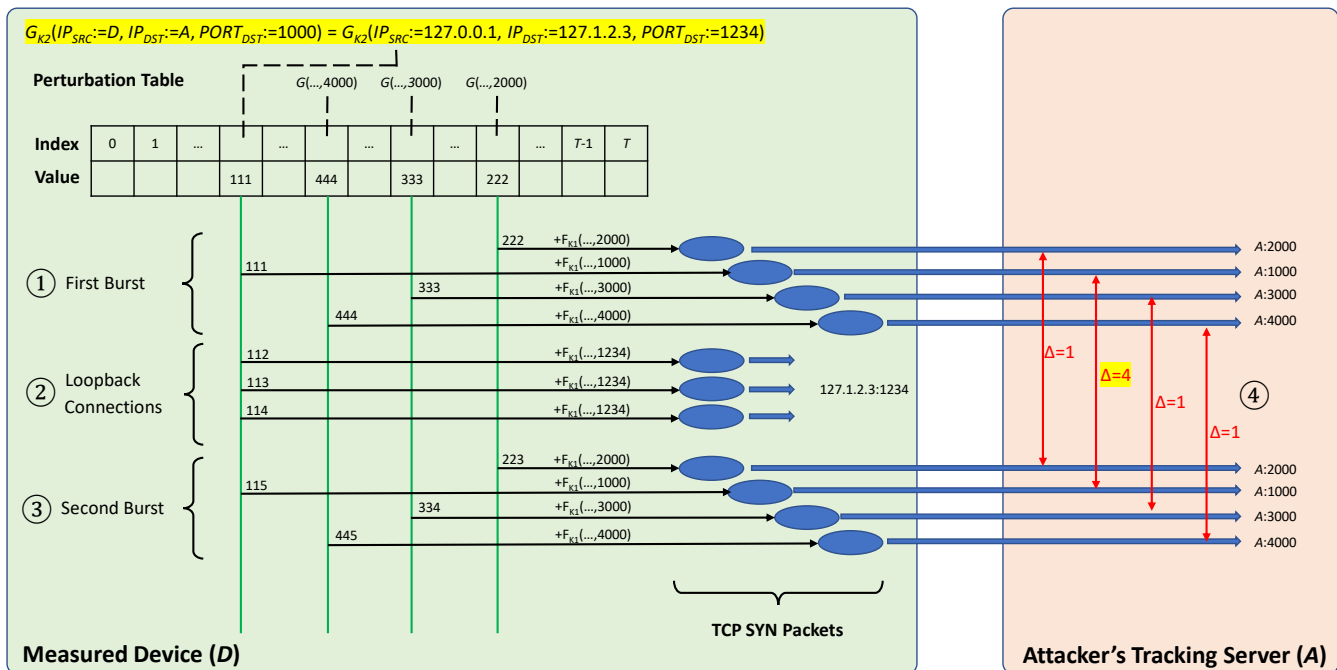 G_K2(IP_SRC:=D, IP_DST:=A, PORT_DST:=1000) = G_K2(IP_SRC:=127.0.0.1, IP_DST:=127.1.2.3, PORT_DST:=1234)
Perturbation Table
G(...,4000) G(...,3000) G(...,2000)
Index 0 1 ... ... ... ... ... T-1 T
Value 111 444 333 222
① First Burst
222 +F_K1(...,2000) A:2000
111 +F_K1(...,1000) A:1000
333 +F_K1(...,3000) A:3000
444 +F_K1(...,4000) A:4000
② Loopback
Connections
112 +F_K1(...,1234)
113 +F_K1(...,1234) 127.1.2.3:1234
114 +F_K1(...,1234)
Δ=1
Δ=4
Δ=1
Δ=1
④
③ Second Burst
223 +F_K1(...,2000) A:2000
115 +F_K1(...,1000) A:1000
334 +F_K1(...,3000) A:3000
445 +F_K1(...,4000) A:4000
TCP SYN Packets
Measured Device (D)
Attacker's Tracking Server (A)